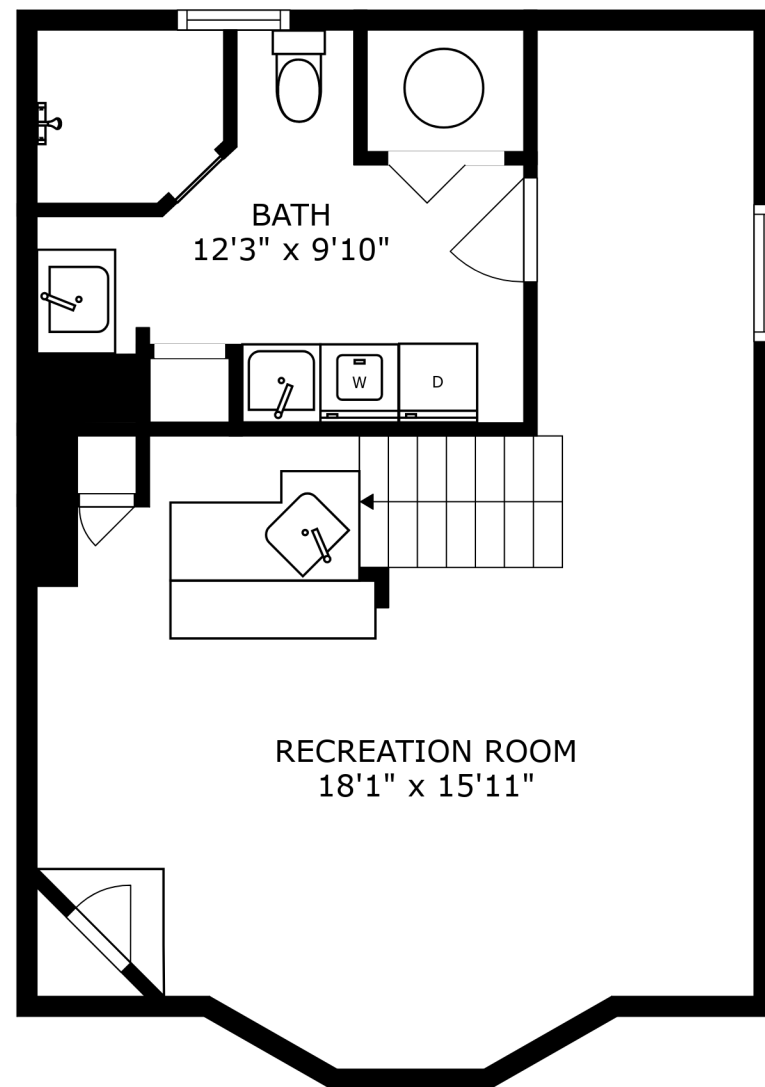 BATH
12'3" x 9'10"
W
D
RECREATION ROOM
18'1" x 15'11"